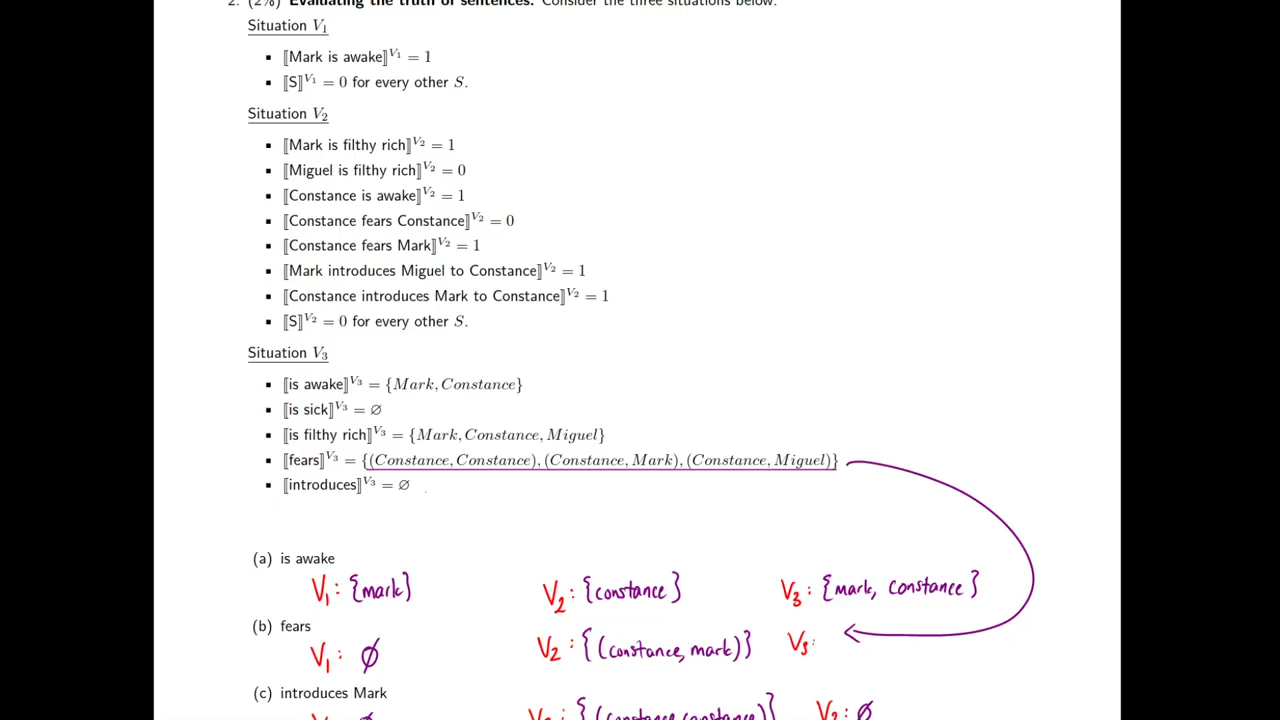 2. (2%) Evaluating the truth of sentences. Consider the three situations below.
Situation V₁
▪ ⟦Mark is awake⟧^V₁ = 1
▪ ⟦S⟧^V₁ = 0 for every other S.
Situation V₂
▪ ⟦Mark is filthy rich⟧^V₂ = 1
▪ ⟦Miguel is filthy rich⟧^V₂ = 0
▪ ⟦Constance is awake⟧^V₂ = 1
▪ ⟦Constance fears Constance⟧^V₂ = 0
▪ ⟦Constance fears Mark⟧^V₂ = 1
▪ ⟦Mark introduces Miguel to Constance⟧^V₂ = 1
▪ ⟦Constance introduces Mark to Constance⟧^V₂ = 1
▪ ⟦S⟧^V₂ = 0 for every other S.
Situation V₃
▪ ⟦is awake⟧^V₃ = {Mark, Constance}
▪ ⟦is sick⟧^V₃ = ∅
▪ ⟦is filthy rich⟧^V₃ = {Mark, Constance, Miguel}
▪ ⟦fears⟧^V₃ = {(Constance, Constance), (Constance, Mark), (Constance, Miguel)}
▪ ⟦introduces⟧^V₃ = ∅
(a) is awake
V₁: {mark} V₂: {constance} V₃: {mark, constance}
(b) fears
V₁: ∅ V₂: {(constance, mark)} V₃:
(c) introduces Mark
V₁: ∅ V₂: {(constance, constance)} V₃: ∅